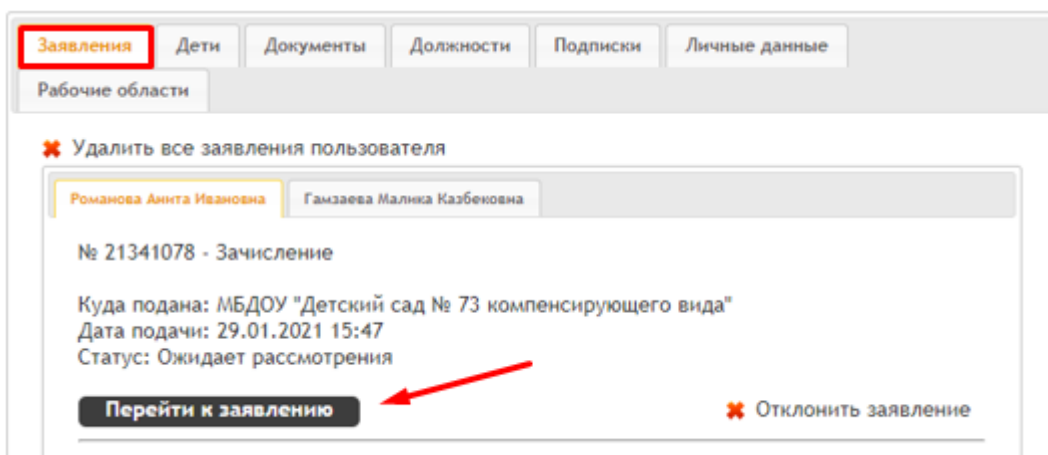 Заявления Дети Документы Должности Подписки Личные данные
Рабочие области
Удалить все заявления пользователя
Романова Анита Ивановна Гамзаева Малика Казбековна
№ 21341078 - Зачисление
Куда подана: МБДОУ "Детский сад № 73 компенсирующего вида"
Дата подачи: 29.01.2021 15:47
Статус: Ожидает рассмотрения
Перейти к заявлению Отклонить заявление